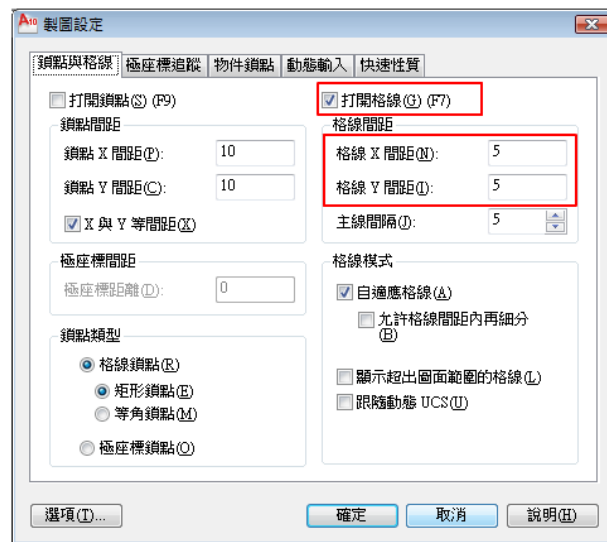 A10 製圖設定
鎖點與格線 極座標追蹤 物件鎖點 動態輸入 快速性質
打開鎖點(S) (F9)
鎖點間距
鎖點 X 間距(P): 10
鎖點 Y 間距(C): 10
X 與 Y 等間距(X)
極座標間距
極座標距離(D): 0
鎖點類型
格線鎖點(R)
矩形鎖點(E)
等角鎖點(M)
極座標鎖點(O)
打開格線(G) (F7)
格線間距
格線 X 間距(N): 5
格線 Y 間距(I): 5
主線間隔(J): 5
格線模式
自適應格線(A)
允許格線間距內再細分
(B)
顯示超出圖面範圍的格線(L)
跟隨動態 UCS(U)
選項(T)... 確定 取消 說明(H)